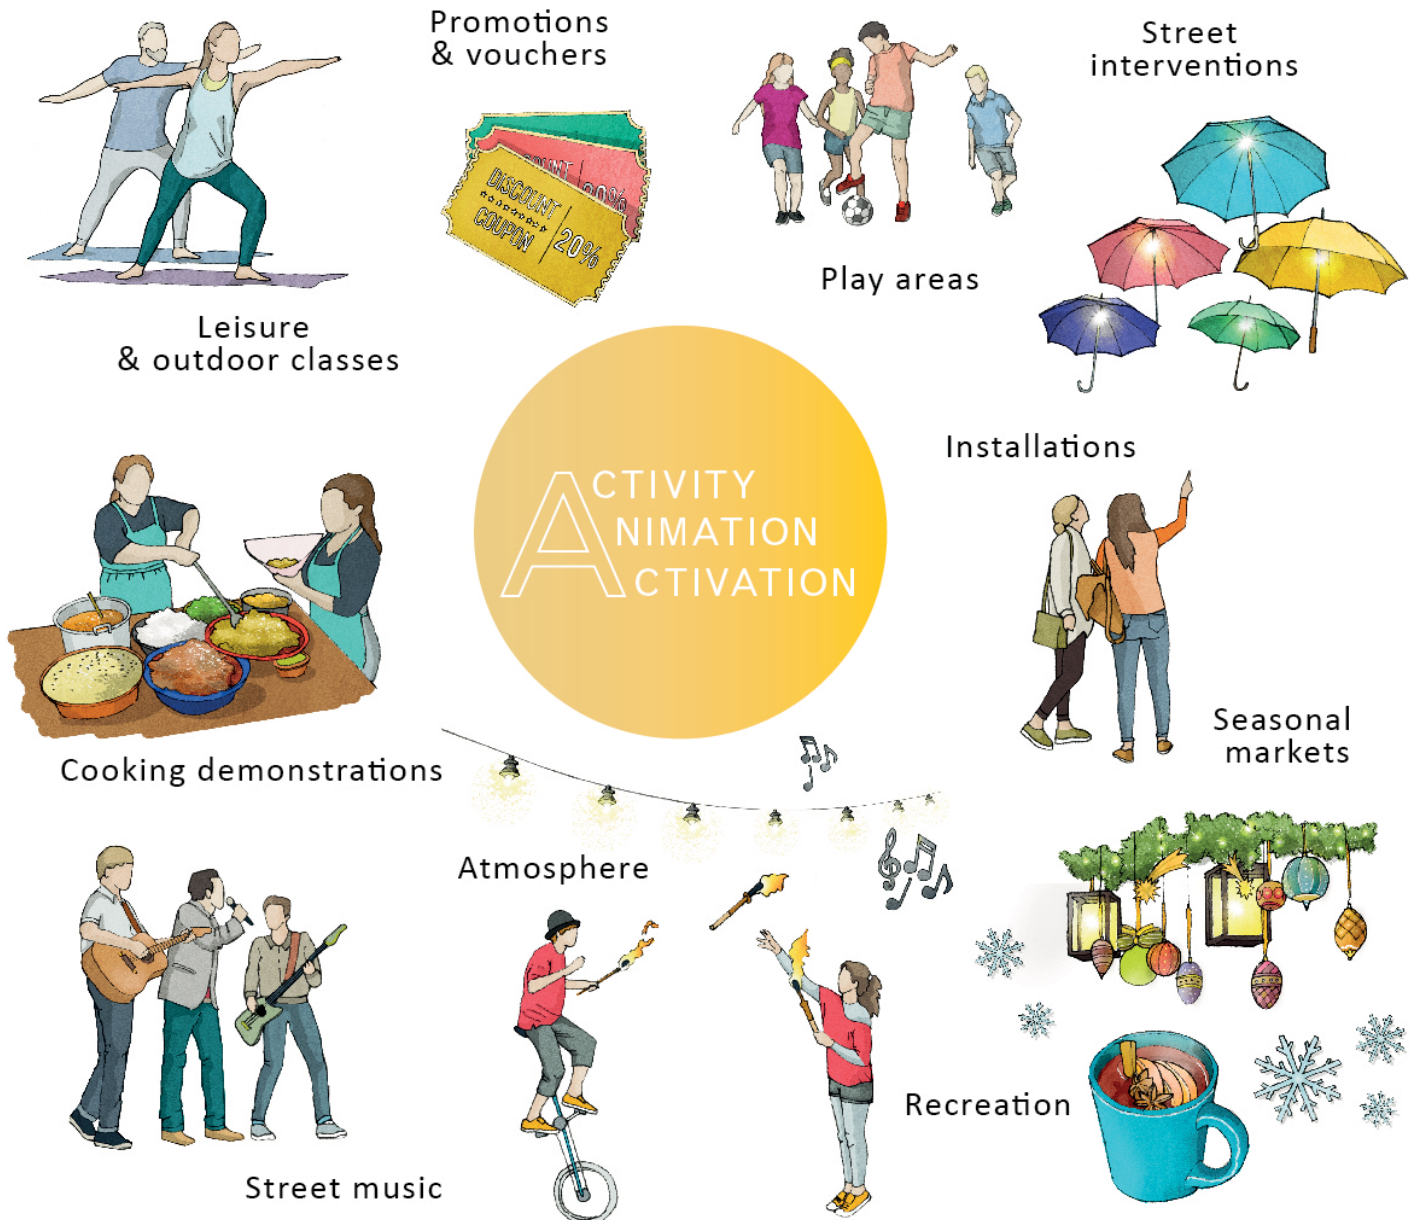 Promotions
& vouchers
Street
interventions
DISCOUNT
COUPON
20%
Play areas
Leisure
& outdoor classes
Installations
ACTIVITY
ANIMATION
ACTIVATION
Seasonal
markets
Cooking demonstrations
Atmosphere
Recreation
Street music